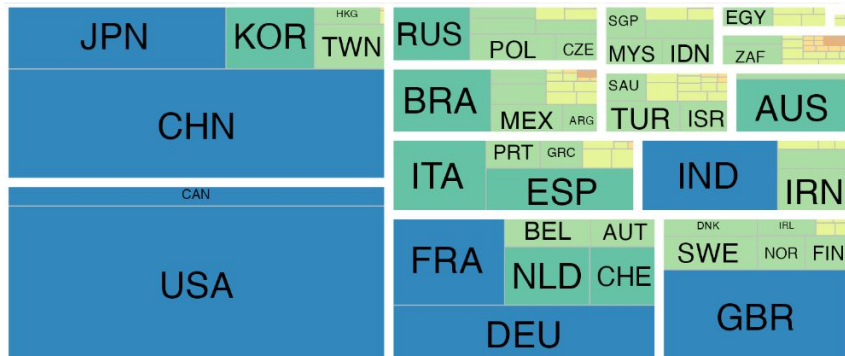 JPN
KOR
HKG
TWN
CHN
CAN
USA
RUS
POL
CZE
SGP
MYS
IDN
EGY
ZAF
BRA
MEX
ARG
SAU
TUR
ISR
AUS
ITA
PRT
GRC
ESP
IND
IRN
FRA
BEL
AUT
NLD
CHE
DEU
DNK
IRL
SWE
NOR
FIN
GBR